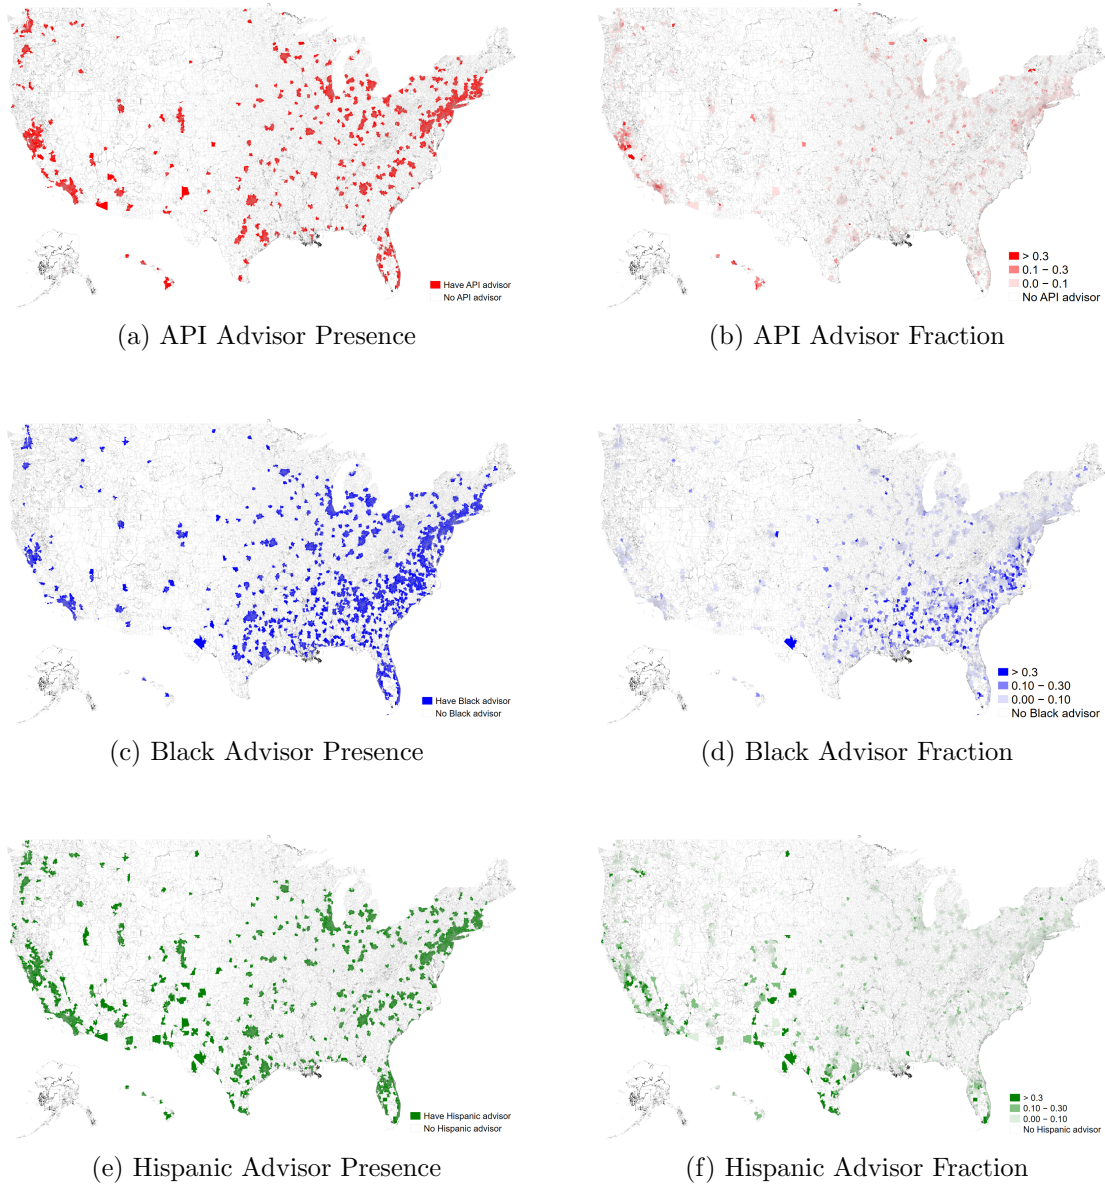 Have API advisor
No API advisor
> 0.3
0.1 − 0.3
0.0 − 0.1
No API advisor
(a) API Advisor Presence
(b) API Advisor Fraction
Have Black advisor
No Black advisor
> 0.3
0.10 − 0.30
0.00 − 0.10
No Black advisor
(c) Black Advisor Presence
(d) Black Advisor Fraction
Have Hispanic advisor
No Hispanic advisor
> 0.3
0.10 − 0.30
0.00 − 0.10
No Hispanic advisor
(e) Hispanic Advisor Presence
(f) Hispanic Advisor Fraction